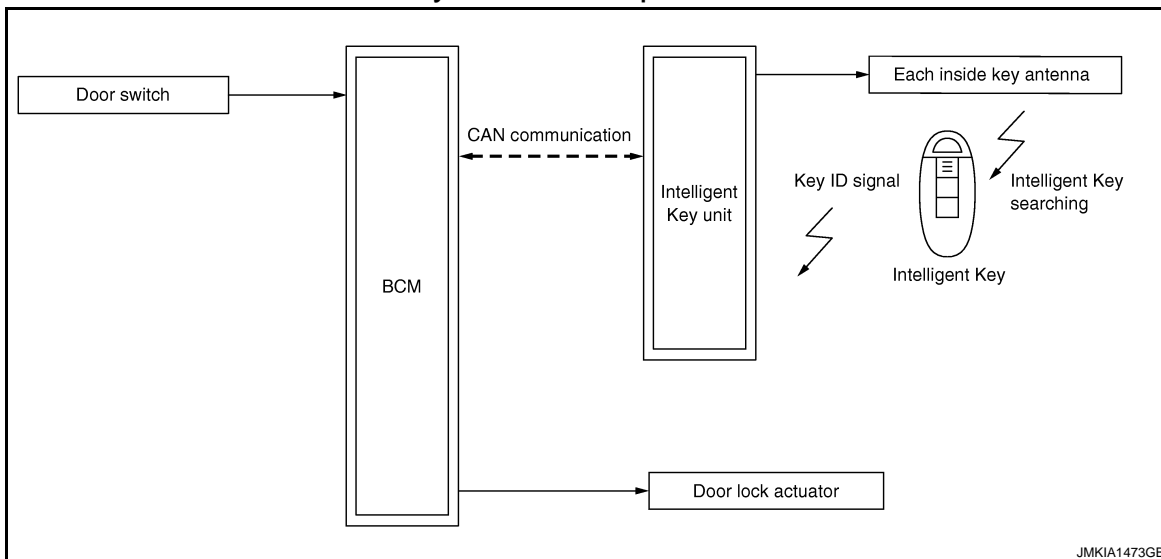 Door switch
BCM
CAN communication
Intelligent
Key unit
Each inside key antenna
Key ID signal
Intelligent Key
searching
Intelligent Key
Door lock actuator
JMKIA1473GB